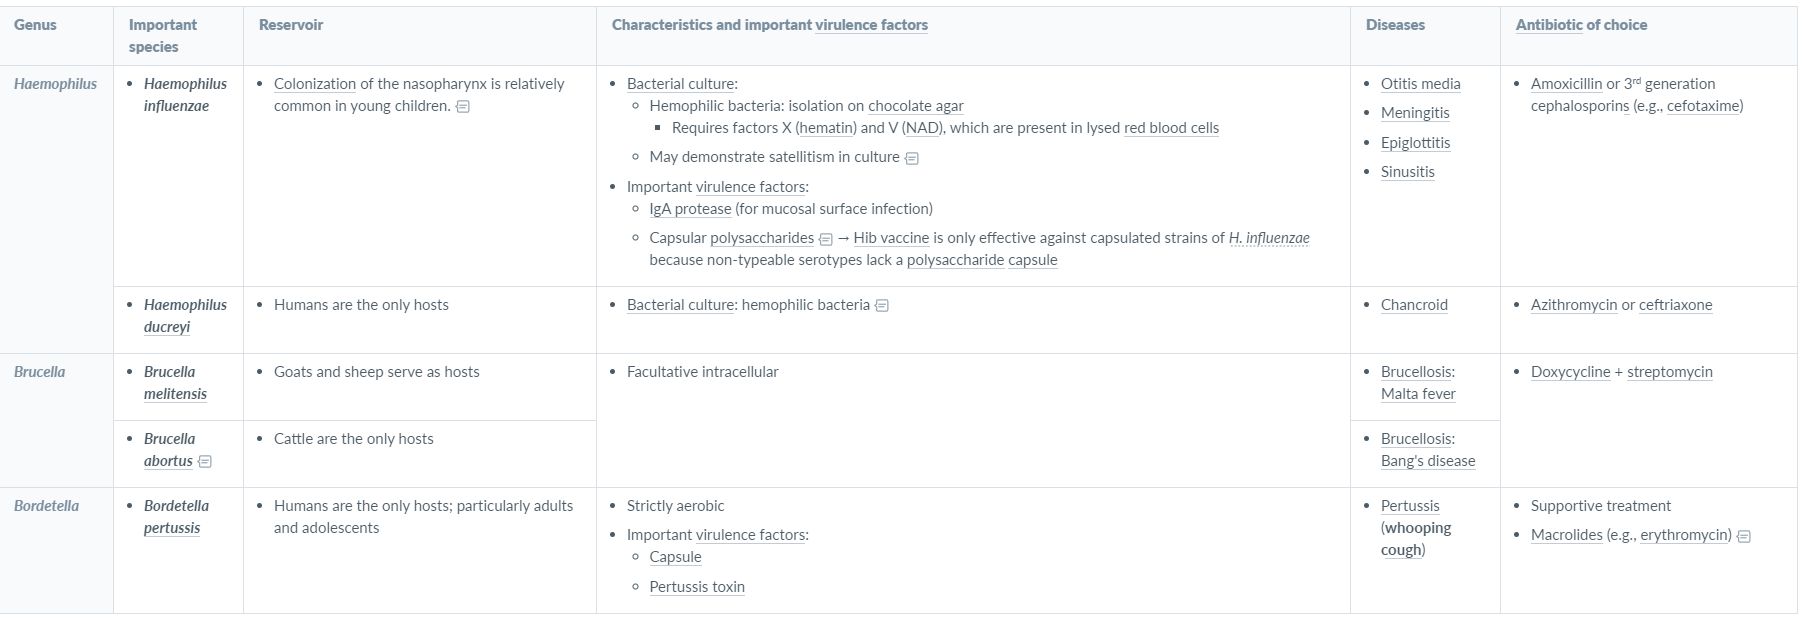 Genus
Important
species
Reservoir
Characteristics and important virulence factors
Diseases
Antibiotic of choice
Haemophilus
• Haemophilus
influenzae
• Colonization of the nasopharynx is relatively
common in young children.
• Bacterial culture:
○ Hemophilic bacteria: isolation on chocolate agar
▪ Requires factors X (hematin) and V (NAD), which are present in lysed red blood cells
○ May demonstrate satellitism in culture
• Important virulence factors:
○ IgA protease (for mucosal surface infection)
○ Capsular polysaccharides → Hib vaccine is only effective against capsulated strains of H. influenzae
because non-typeable serotypes lack a polysaccharide capsule
• Otitis media
• Meningitis
• Epiglottitis
• Sinusitis
• Amoxicillin or 3rd generation
cephalosporins (e.g., cefotaxime)
• Haemophilus
ducreyi
• Humans are the only hosts
• Bacterial culture: hemophilic bacteria
• Chancroid
• Azithromycin or ceftriaxone
Brucella
• Brucella
melitensis
• Goats and sheep serve as hosts
• Facultative intracellular
• Brucellosis:
Malta fever
• Doxycycline + streptomycin
• Brucella
abortus
• Cattle are the only hosts
• Brucellosis:
Bang's disease
Bordetella
• Bordetella
pertussis
• Humans are the only hosts; particularly adults
and adolescents
• Strictly aerobic
• Important virulence factors:
○ Capsule
○ Pertussis toxin
• Pertussis
(whooping
cough)
• Supportive treatment
• Macrolides (e.g., erythromycin)